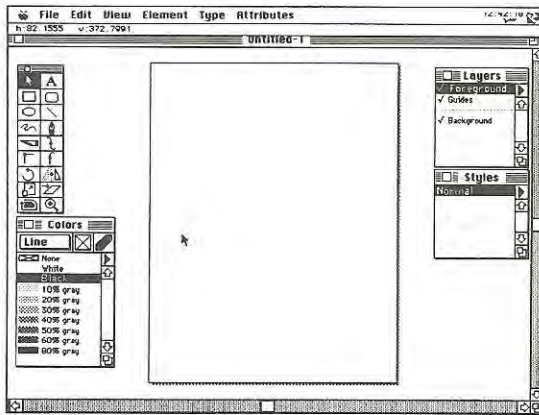 File Edit View Element Type Attributes
h:82.1555 v:372.7991
Untitled-1
A
Layers
✓ Foreground
✓ Guides
✓ Background
Styles
Normal
Colors
Line
None
White
Black
10% gray
20% gray
30% gray
40% gray
50% gray
60% gray
80% gray